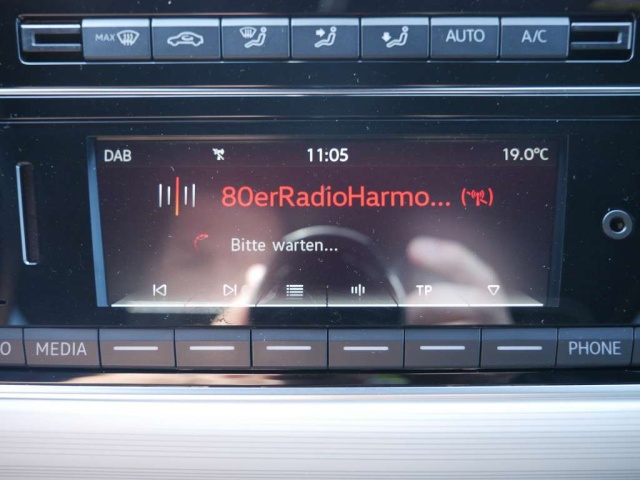 MAX AUTO A/C
DAB 11:05 19.0°C
80erRadioHarmo...
Bitte warten...
TP
O MEDIA PHONE